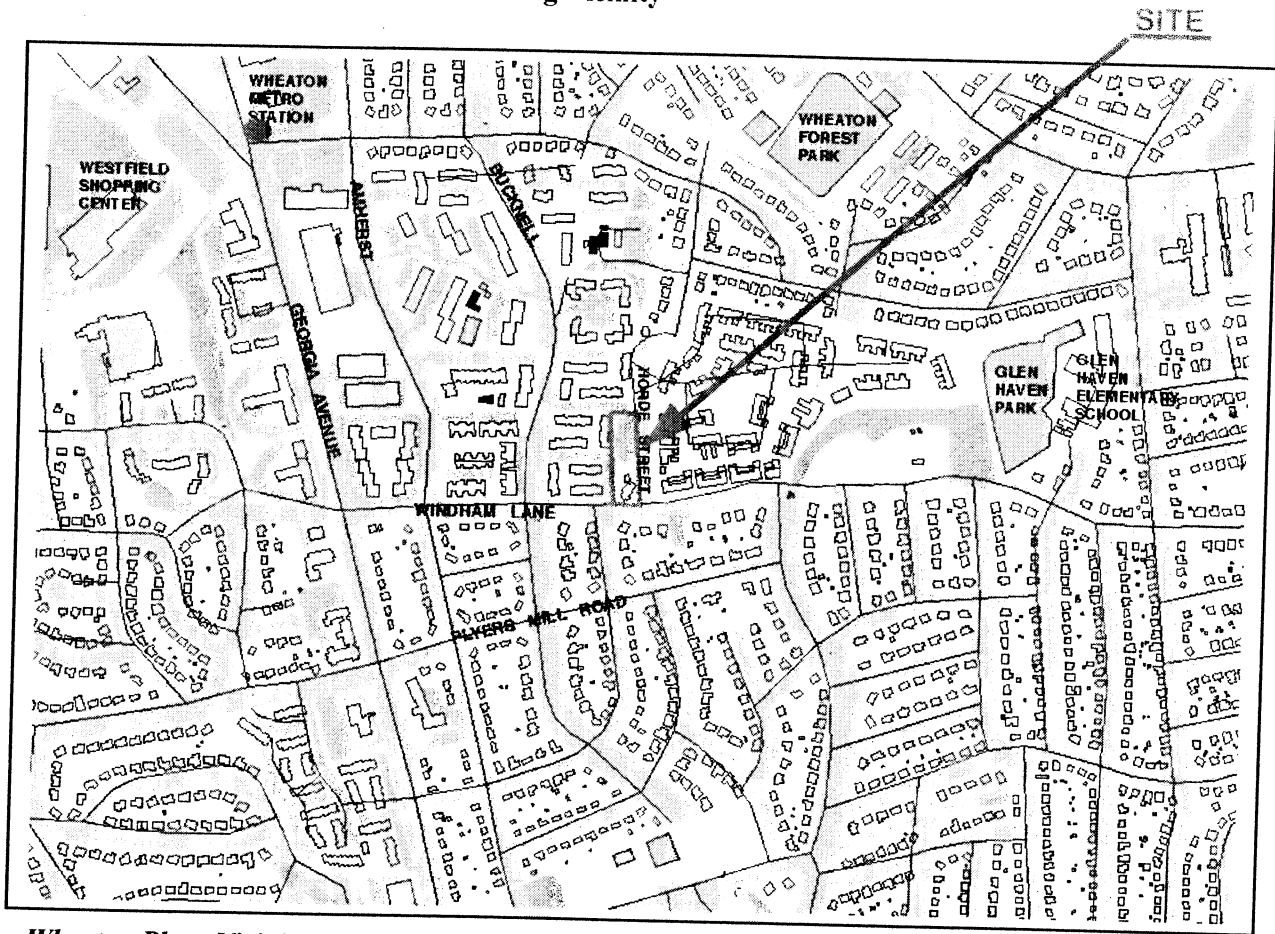 SITE
WHEATON
METRO
STATION
WHEATON
FOREST
PARK
WESTFIELD
SHOPPING
CENTER
AMHERST
BUCKNELL
GEORGIA AVENUE
HORDE STREET
GLEN
HAVEN
PARK
GLEN
HAVEN
ELEMENTARY
SCHOOL
WINDHAM LANE
PLYERS MILL ROAD